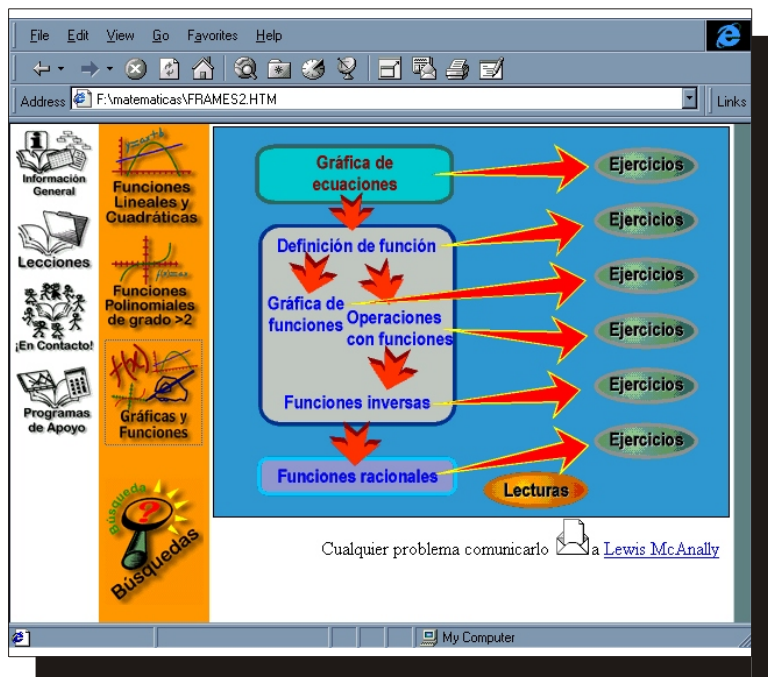 File Edit View Go Favorites Help
Address F:\matematicas\FRAMES2.HTM Links
Información
General
Lecciones
¡En Contacto!
Programas
de Apoyo
y=ax+b
Funciones
Lineales y
Cuadráticas
Funciones
Polinomiales
de grado >2
f(x)
Gráficas y
Funciones
Búsqueda
?
Búsquedas
Gráfica de
ecuaciones
Definición de función
Gráfica de
funciones
Operaciones
con funciones
Funciones inversas
Funciones racionales
Ejercicios
Ejercicios
Ejercicios
Ejercicios
Ejercicios
Ejercicios
Lecturas
Cualquier problema comunicarlo a Lewis McAnally
My Computer